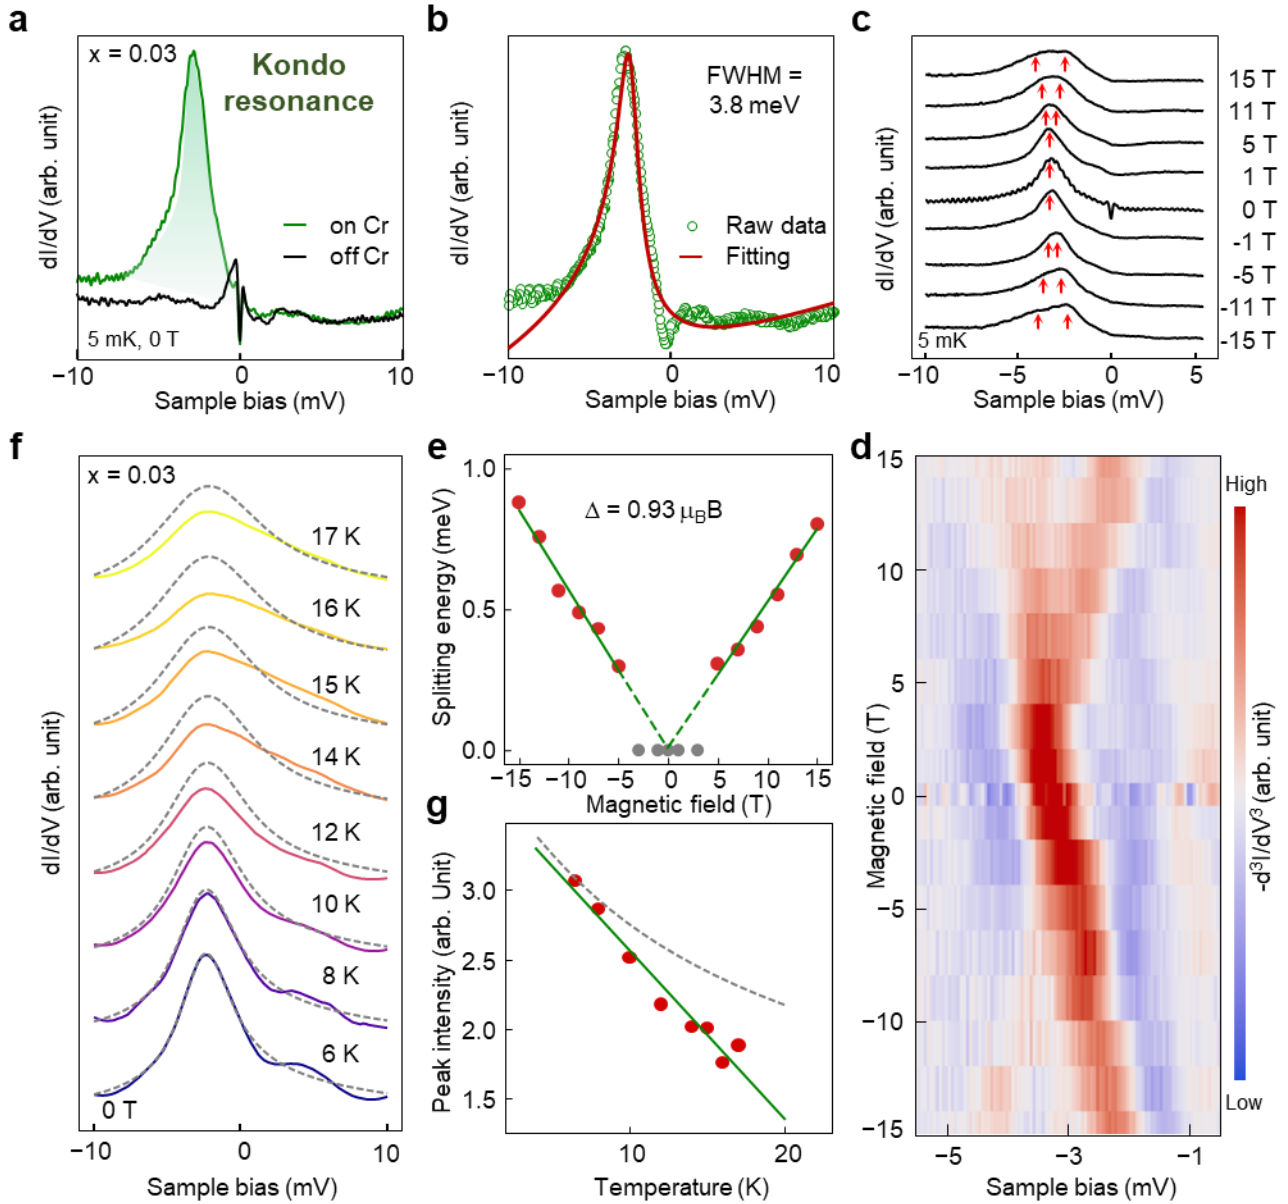 a
x = 0.03
Kondo
resonance
on Cr
off Cr
5 mK, 0 T
dI/dV (arb. unit)
−10
0
10
Sample bias (mV)
b
FWHM =
3.8 meV
Raw data
Fitting
dI/dV (arb. unit)
−10
0
10
Sample bias (mV)
c
15 T
11 T
5 T
1 T
0 T
-1 T
-5 T
-11 T
-15 T
5 mK
dI/dV (arb. unit)
−10
−5
0
5
Sample bias (mV)
f
x = 0.03
17 K
16 K
15 K
14 K
12 K
10 K
8 K
6 K
0 T
dI/dV (arb. unit)
−10
0
10
Sample bias (mV)
e
1.0
0.5
0.0
Δ = 0.93 μBB
Splitting energy (meV)
−15
−10
−5
0
5
10
15
Magnetic field (T)
g
3.0
2.5
2.0
1.5
Peak intensity (arb. Unit)
10
20
Temperature (K)
d
15
10
5
0
−5
−10
−15
Magnetic field (T)
−5
−3
−1
Sample bias (mV)
High
Low
-d³I/dV³ (arb. unit)